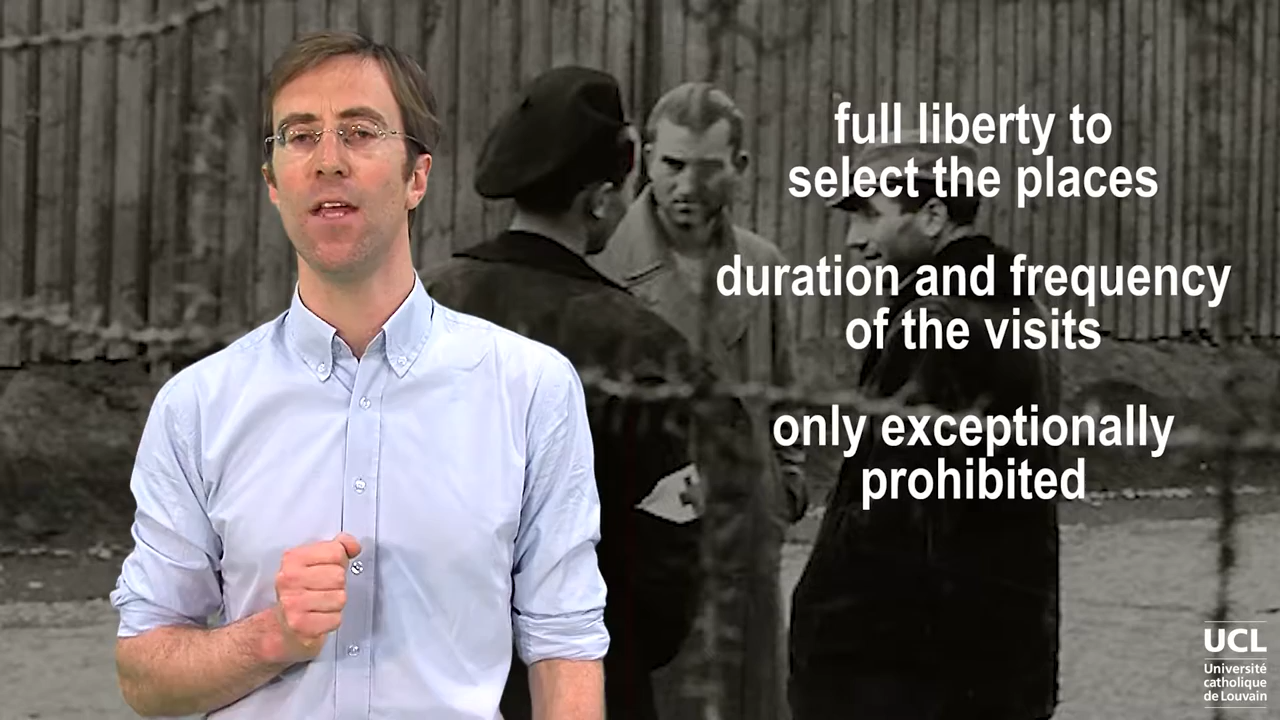 full liberty to
select the places
duration and frequency
of the visits
only exceptionally
prohibited
UCL
Université
catholique
de Louvain